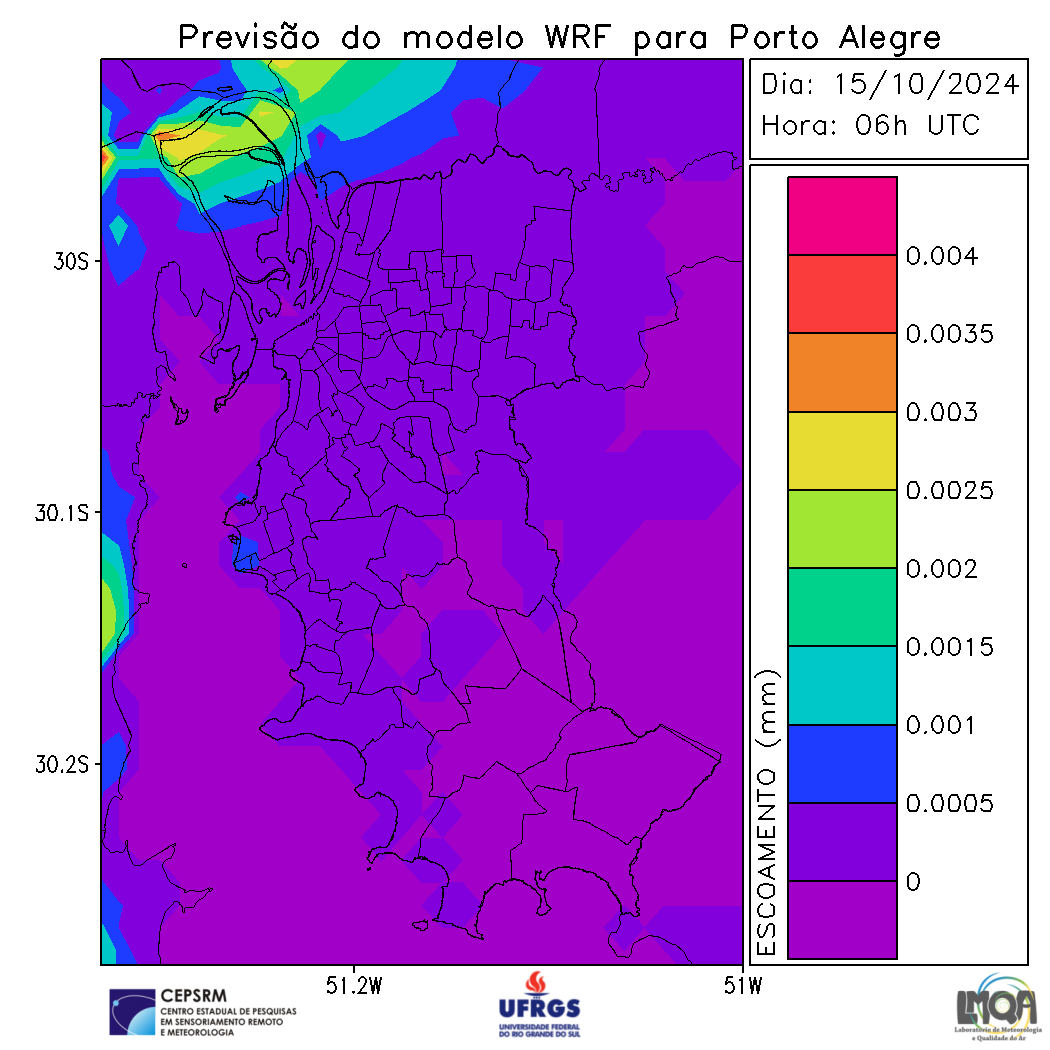 Previsão do modelo WRF para Porto Alegre
Dia: 15/10/2024
Hora: 06h UTC
30S
30.1S
30.2S
51.2W
51W
0.004
0.0035
0.003
0.0025
0.002
0.0015
0.001
0.0005
0
ESCOAMENTO (mm)
CEPSRM
CENTRO ESTADUAL DE PESQUISAS
EM SENSORIAMENTO REMOTO
E METEOROLOGIA
UFRGS
UNIVERSIDADE FEDERAL
DO RIO GRANDE DO SUL
LMQA
Laboratório de Meteorologia
e Qualidade do Ar